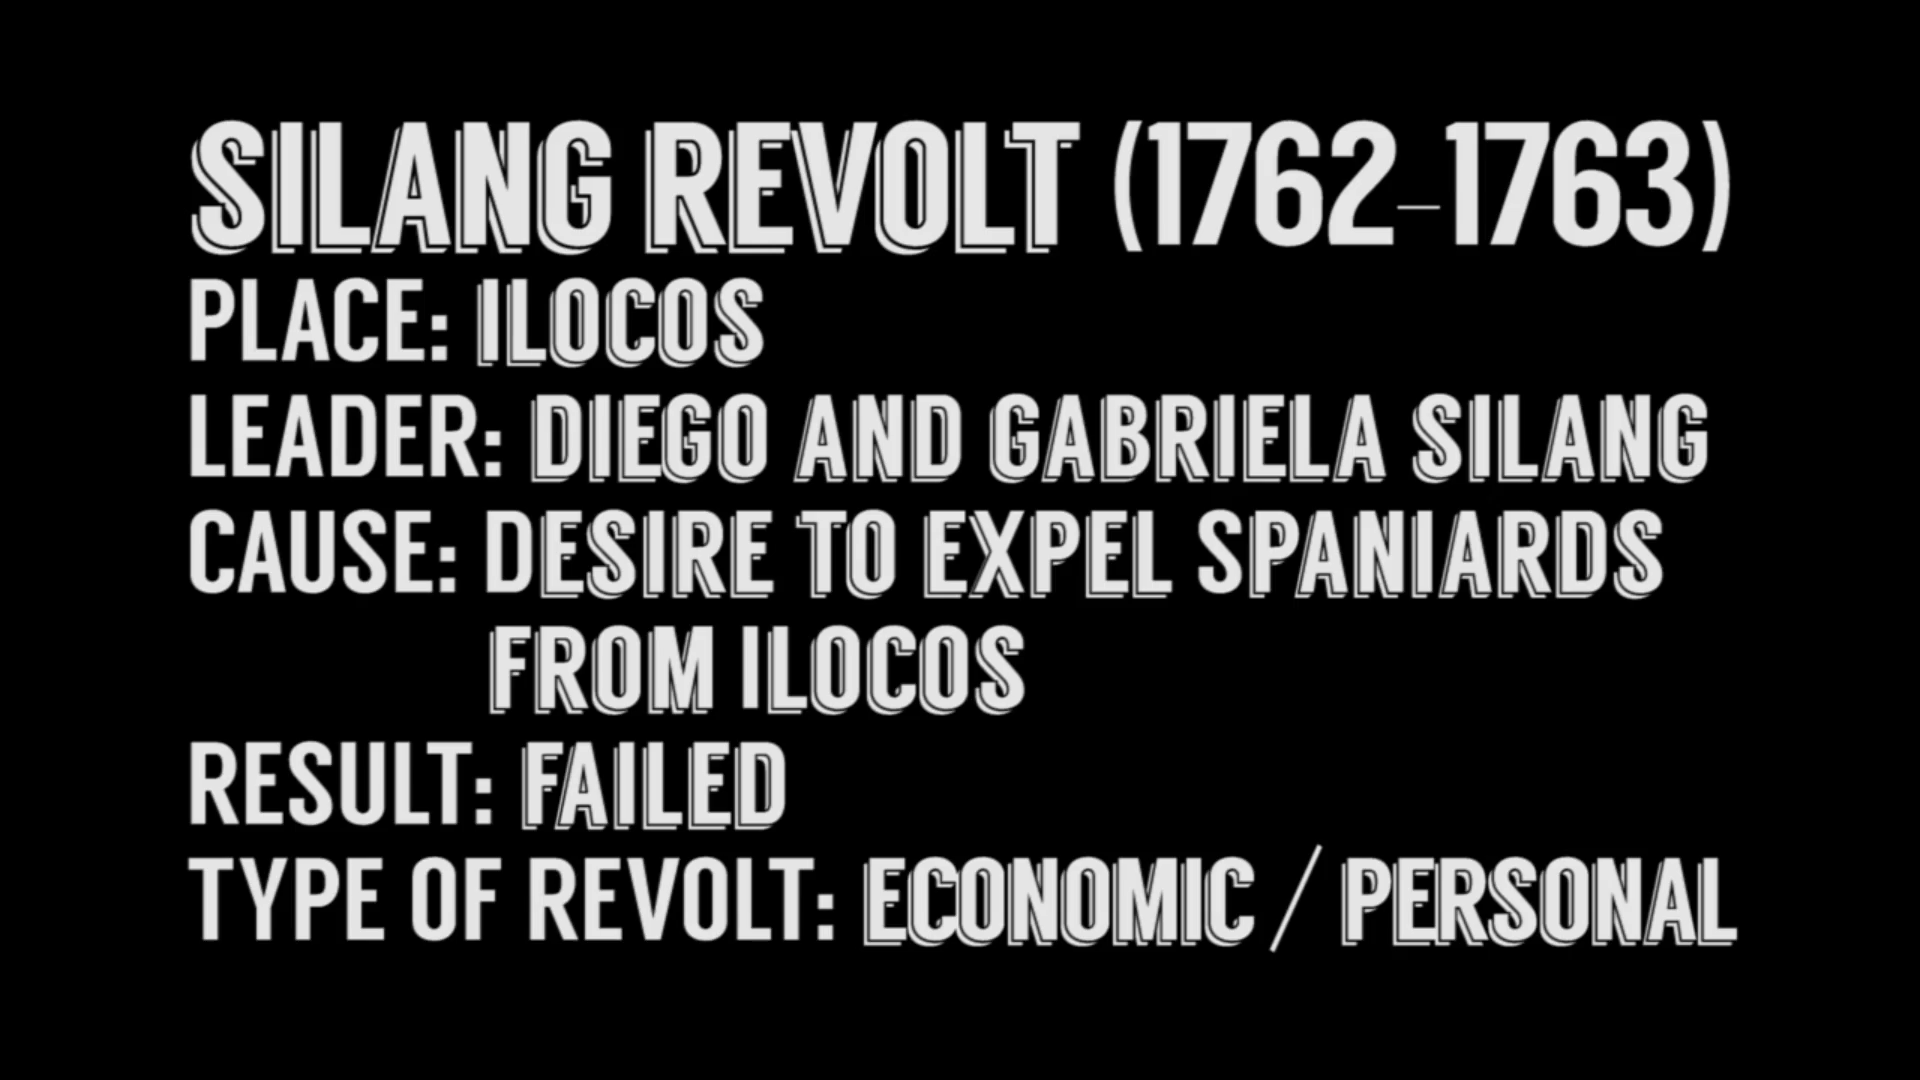 SILANG REVOLT (1762–1763)
PLACE: ILOCOS
LEADER: DIEGO AND GABRIELA SILANG
CAUSE: DESIRE TO EXPEL SPANIARDS
FROM ILOCOS
RESULT: FAILED
TYPE OF REVOLT: ECONOMIC / PERSONAL